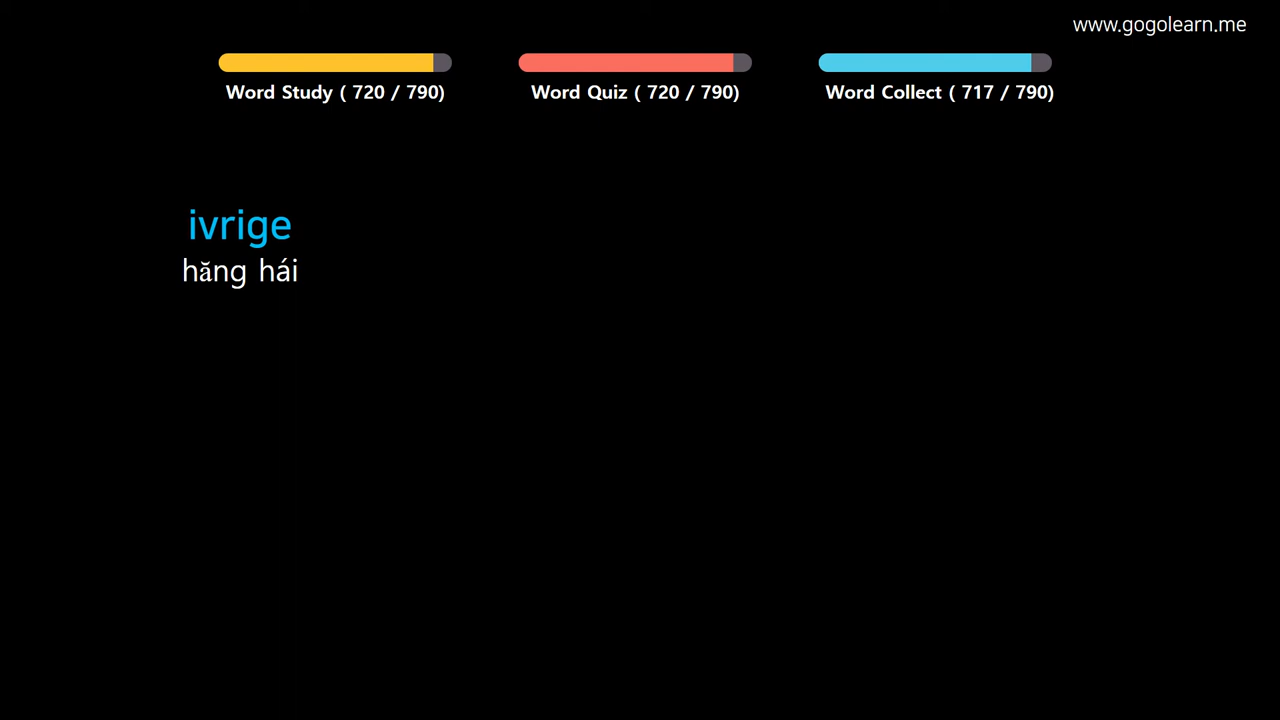 www.gogolearn.me
Word Study ( 720 / 790)
Word Quiz ( 720 / 790)
Word Collect ( 717 / 790)
ivrige
hăng hái